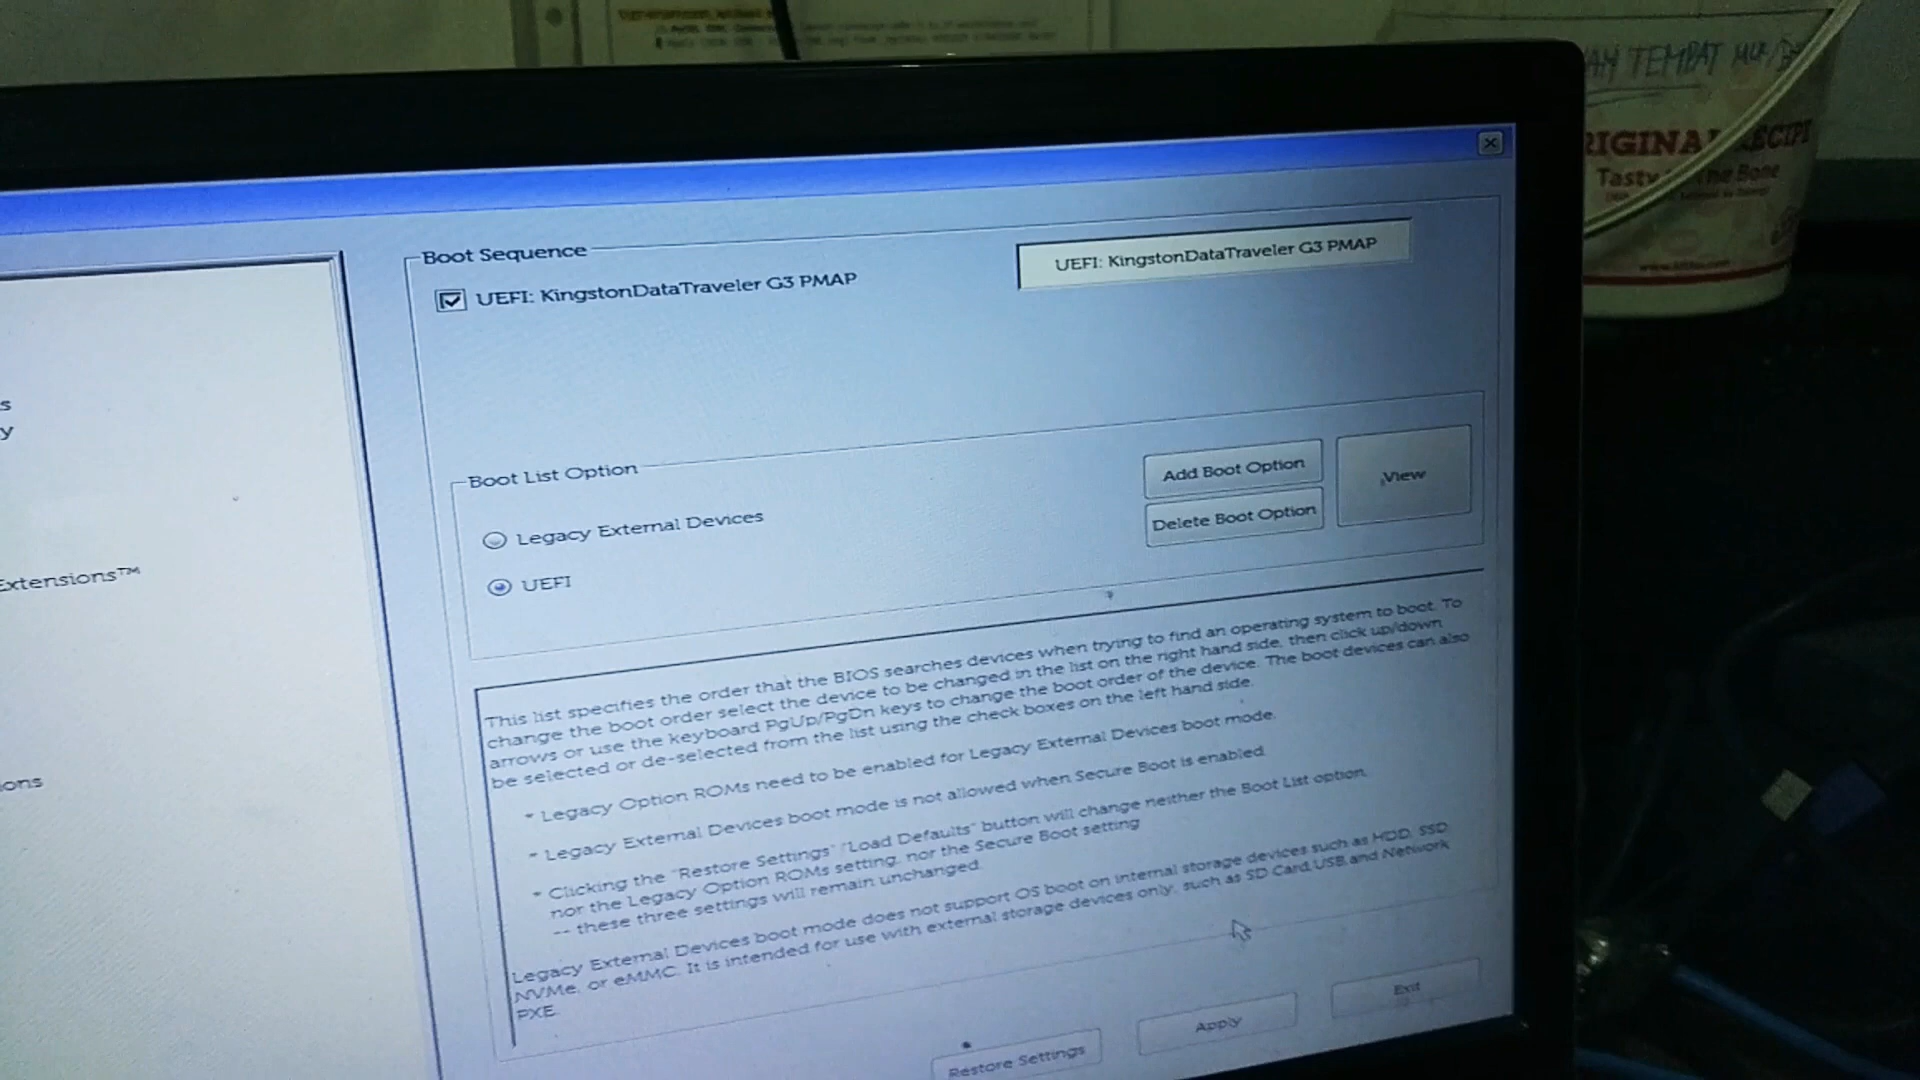 TEMPAT
ORIGINAL RECIPE
Tasty
the Bone
Boot Sequence
UEFI: KingstonDataTraveler G3 PMAP
UEFI: KingstonDataTraveler G3 PMAP
s
y
Extensions™
ons
Boot List Option
Legacy External Devices
UEFI
Add Boot Option
Delete Boot Option
View
This list specifies the order that the BIOS searches devices when trying to find an operating system to boot. To
change the boot order select the device to be changed in the list on the right hand side, then click up/down
arrows or use the keyboard PgUp/PgDn keys to change the boot order of the device. The boot devices can also
be selected or de-selected from the list using the check boxes on the left hand side.
- Legacy Option ROMs need to be enabled for Legacy External Devices boot mode.
- Legacy External Devices boot mode is not allowed when Secure Boot is enabled.
- Clicking the "Restore Settings" "Load Defaults" button will change neither the Boot List option,
nor the Legacy Option ROMs setting, nor the Secure Boot setting
-- these three settings will remain unchanged.
Legacy External Devices boot mode does not support OS boot on internal storage devices such as HDD, SSD,
NVMe, or eMMC. It is intended for use with external storage devices only, such as SD Card,USB,and Network
PXE.
Restore Settings
Apply
Exit